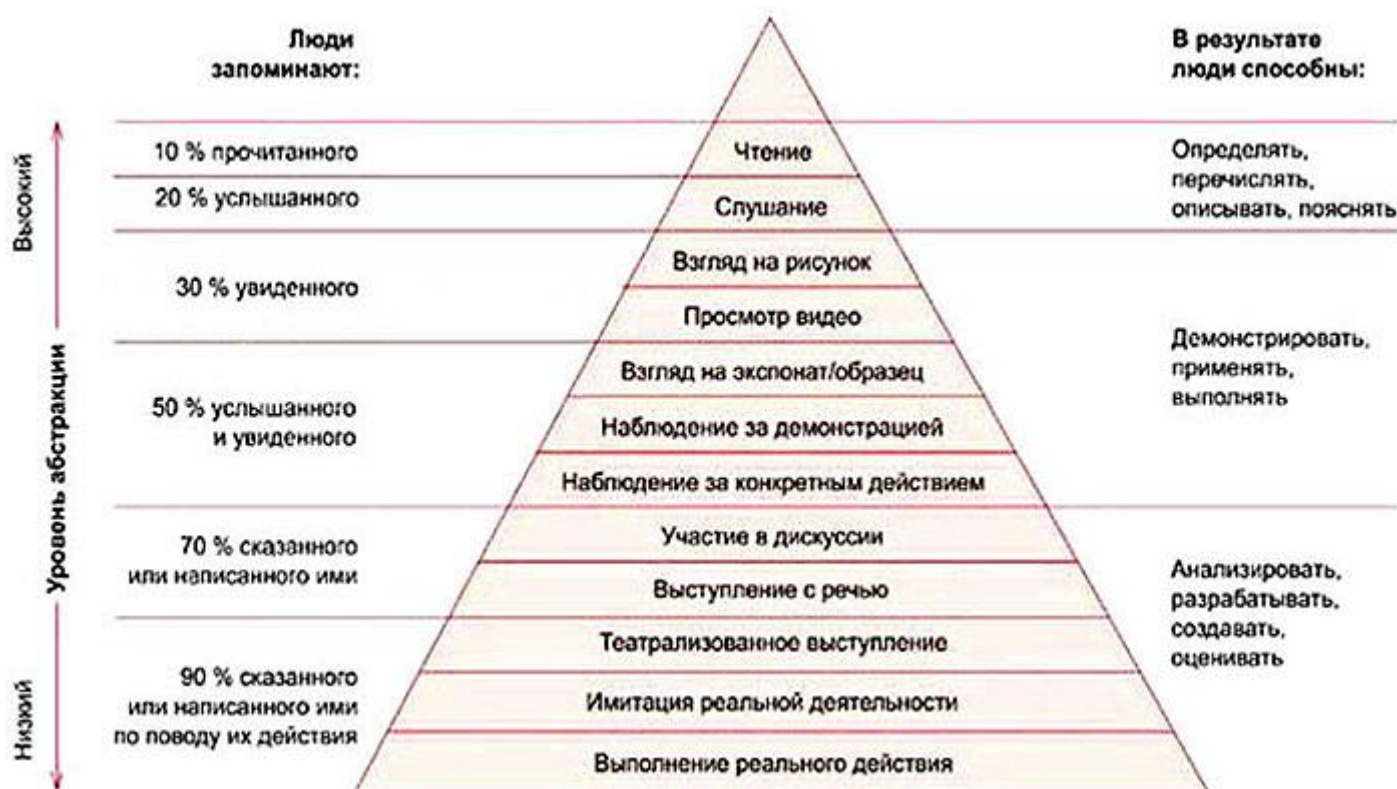 Люди
запоминают:
В результате
люди способны:
Высокий
Уровень абстракции
Низкий
10 % прочитанного
20 % услышанного
30 % увиденного
50 % услышанного
и увиденного
70 % сказанного
или написанного ими
90 % сказанного
или написанного ими
по поводу их действия
Чтение
Слушание
Взгляд на рисунок
Просмотр видео
Взгляд на экспонат/образец
Наблюдение за демонстрацией
Наблюдение за конкретным действием
Участие в дискуссии
Выступление с речью
Театрализованное выступление
Имитация реальной деятельности
Выполнение реального действия
Определять,
перечислять,
описывать, пояснять
Демонстрировать,
применять,
выполнять
Анализировать,
разрабатывать,
создавать,
оценивать